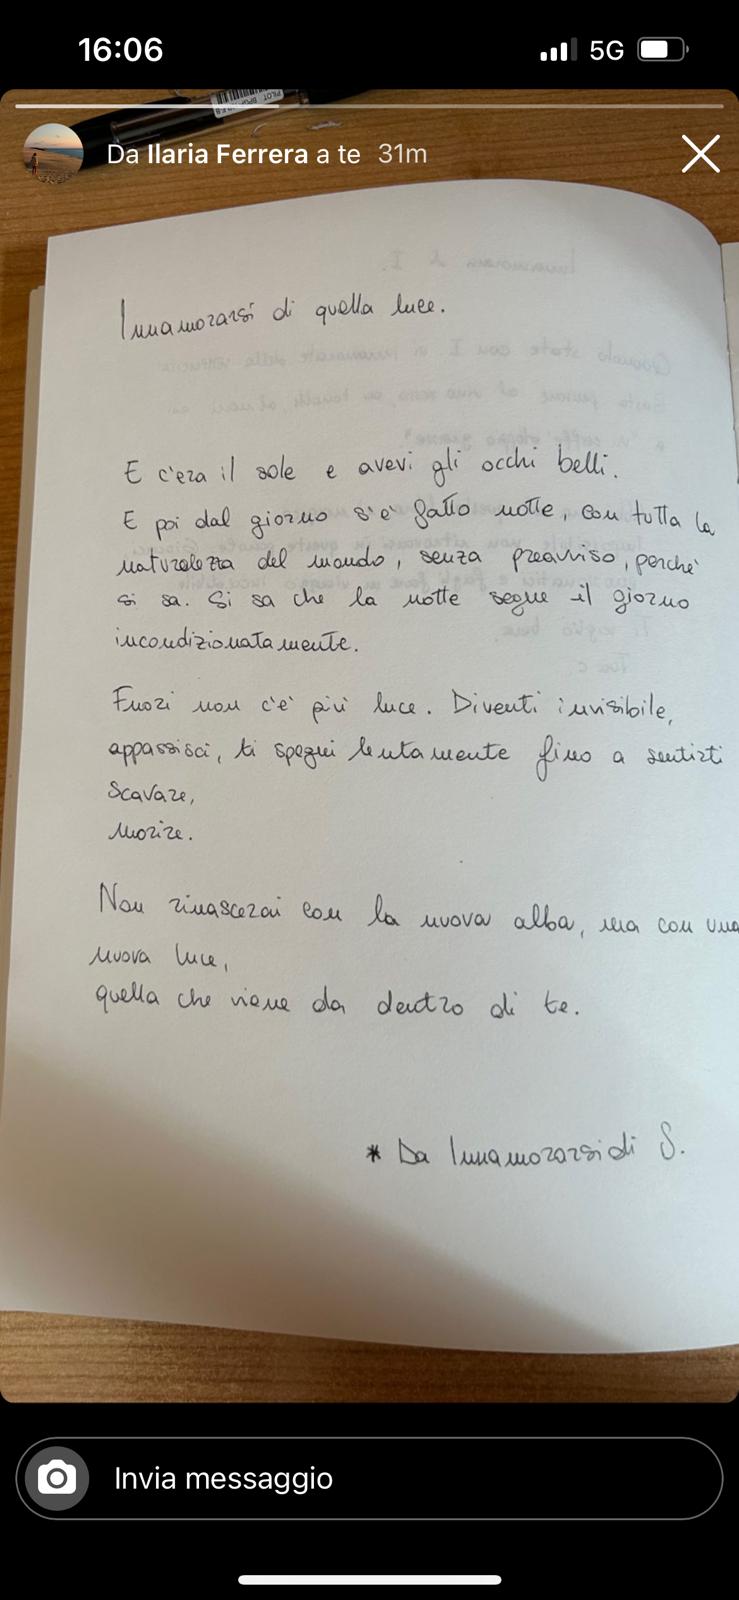 16:06
5G
PILOT
Da Ilaria Ferrera a te 31m
Innamorarsi di quella luce.
E c'era il sole e avevi gli occhi belli.
E poi dal giorno s'è fatto notte, con tutta la
naturalezza del mondo, senza preavviso, perché
si sa. Si sa che la notte segue il giorno
incondizionatamente.
Fuori non c'è più luce. Diventi invisibile,
appassisci, ti spegni lentamente fino a sentirti
scavare,
morire.
Non rinascerai con la nuova alba, ma con una
nuova luce,
quella che viene da dentro di te.
* Da Innamorarsi di S.
Invia messaggio